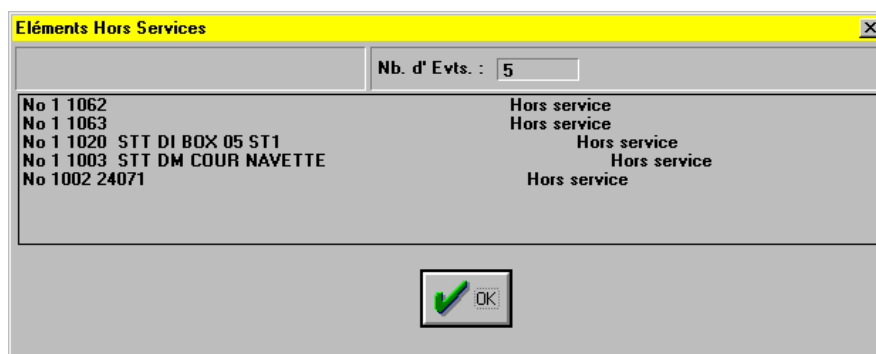 Eléments Hors Services
Nb. d' Evts. : 5
No 1 1062 Hors service
No 1 1063 Hors service
No 1 1020 STT DI BOX 05 ST1 Hors service
No 1 1003 STT DM COUR NAVETTE Hors service
No 1002 24071 Hors service
OK